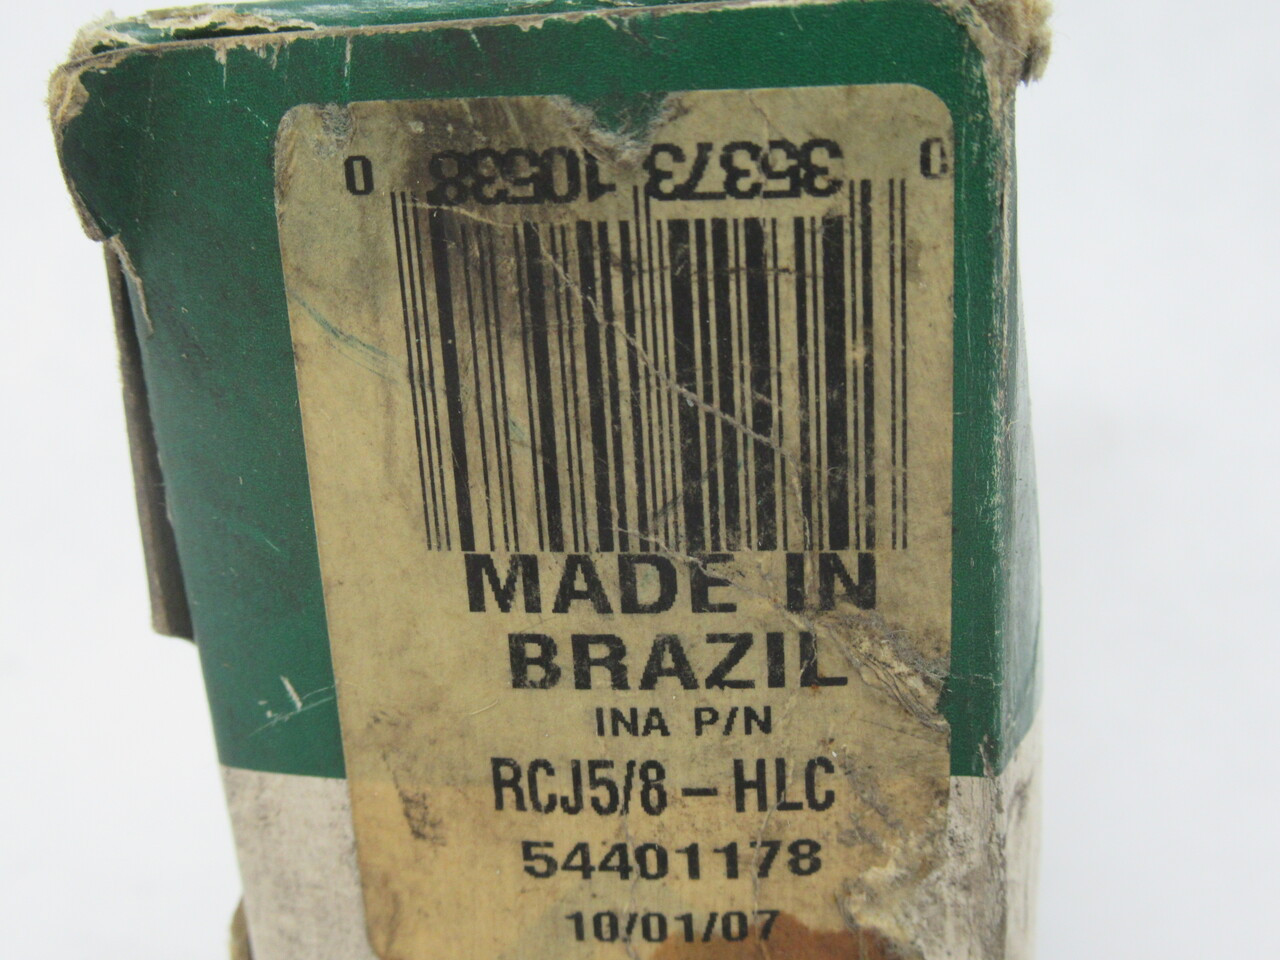 0 35373 10538 0
MADE IN
BRAZIL
INA P/N
RCJ5/8-HLC
54401178
10/01/07